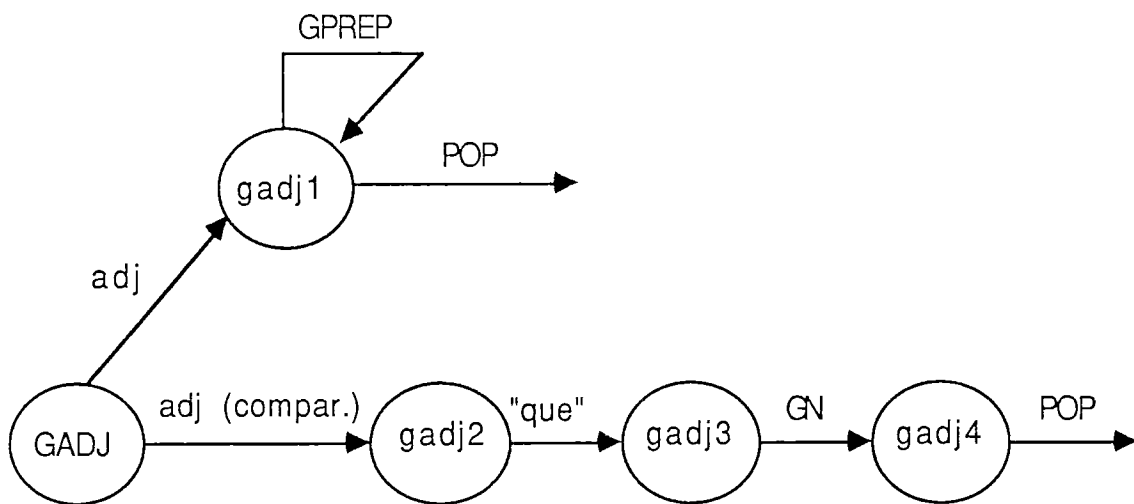 GPREP
gadj1
POP
adj
GADJ
adj (compar.)
gadj2
"que"
gadj3
GN
gadj4
POP